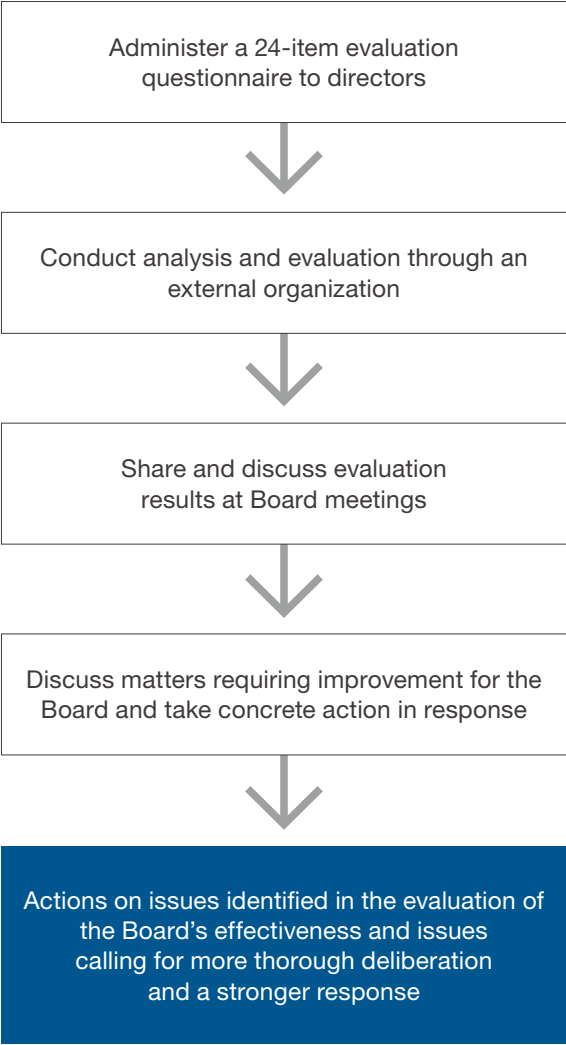 Administer a 24-item evaluation
questionnaire to directors
Conduct analysis and evaluation through an
external organization
Share and discuss evaluation
results at Board meetings
Discuss matters requiring improvement for the
Board and take concrete action in response
Actions on issues identified in the evaluation of
the Board’s effectiveness and issues
calling for more thorough deliberation
and a stronger response